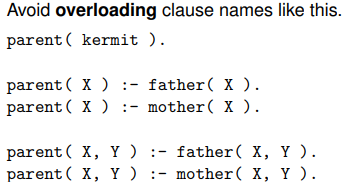 Avoid overloading clause names like this.
parent( kermit ).
parent( X ) :- father( X ).
parent( X ) :- mother( X ).
parent( X, Y ) :- father( X, Y ).
parent( X, Y ) :- mother( X, Y ).